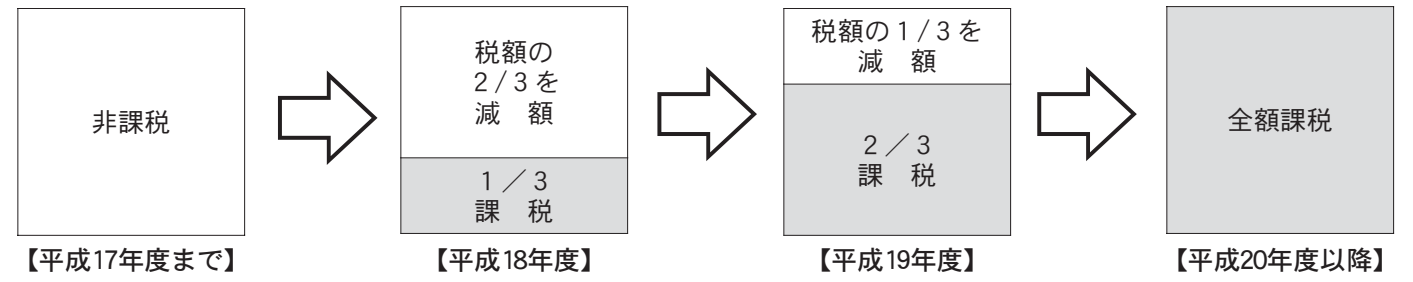 非課税
【平成17年度まで】
税額の
2/3を
減　額
1／3
課　税
【平成18年度】
税額の1/3を
減　額
2／3
課　税
【平成19年度】
全額課税
【平成20年度以降】